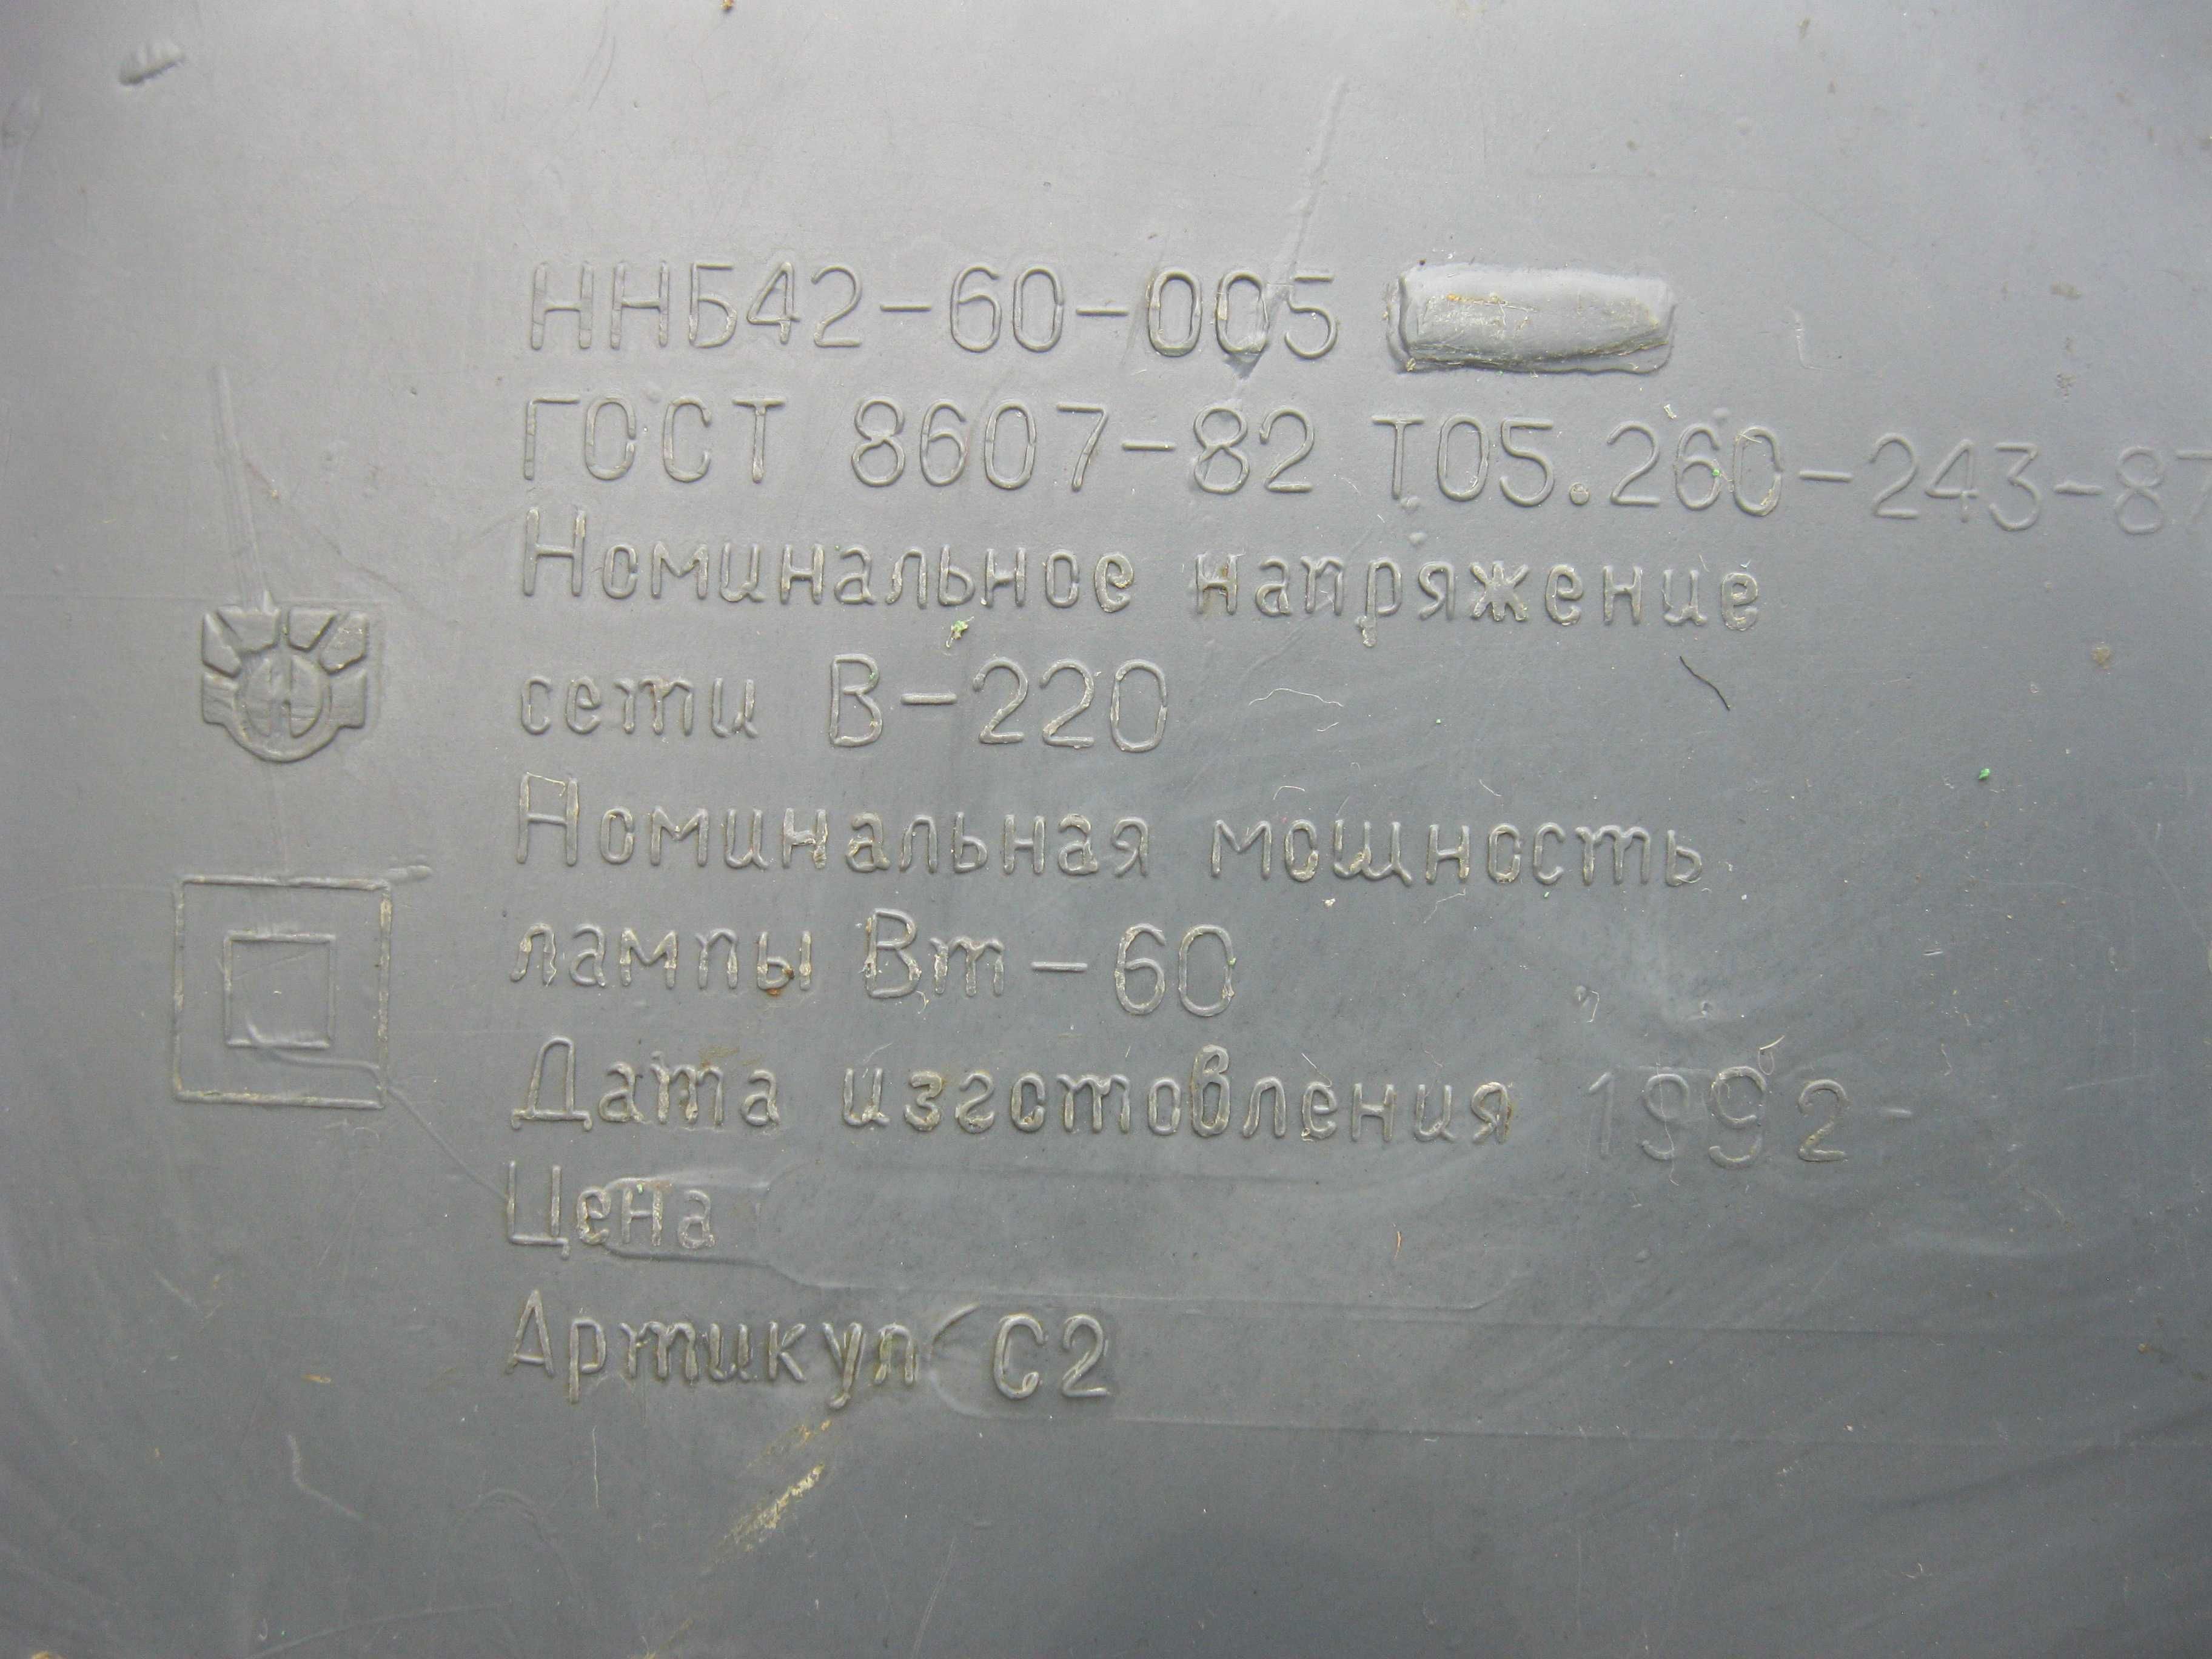 ННБ42-60-005
ГОСТ 8607-82 Т05.260-243-87
Номинальное напряжение
сети В-220
Номинальная мощность
лампы Вт-60
Дата изготовления 1992-
Цена
Артикул С2